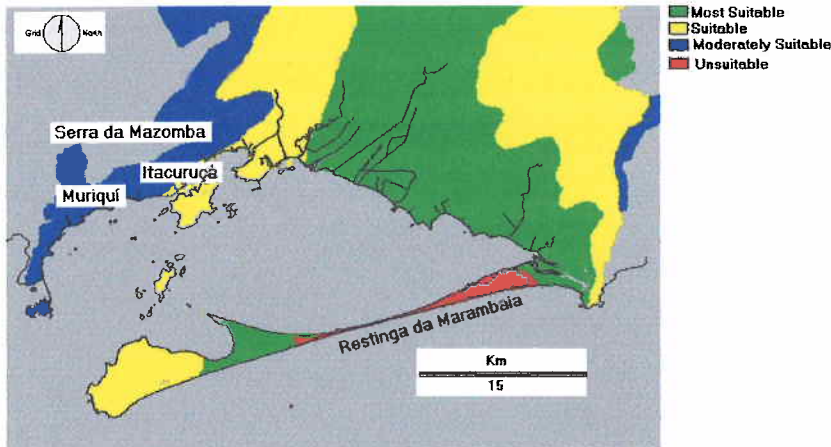 Grid North
Most Suitable
Suitable
Moderately Suitable
Unsuitable
Serra da Mazomba
Itacuruçá
Muriquí
Restinga da Marambaia
Km
15